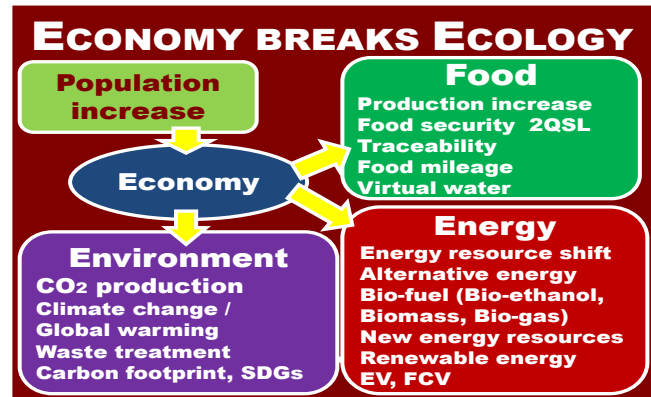 ECONOMY BREAKS ECOLOGY
Population
increase
Economy
Food
Production increase
Food security 2QSL
Traceability
Food mileage
Virtual water
Environment
CO2 production
Climate change /
Global warming
Waste treatment
Carbon footprint, SDGs
Energy
Energy resource shift
Alternative energy
Bio-fuel (Bio-ethanol,
Biomass, Bio-gas)
New energy resources
Renewable energy
EV, FCV